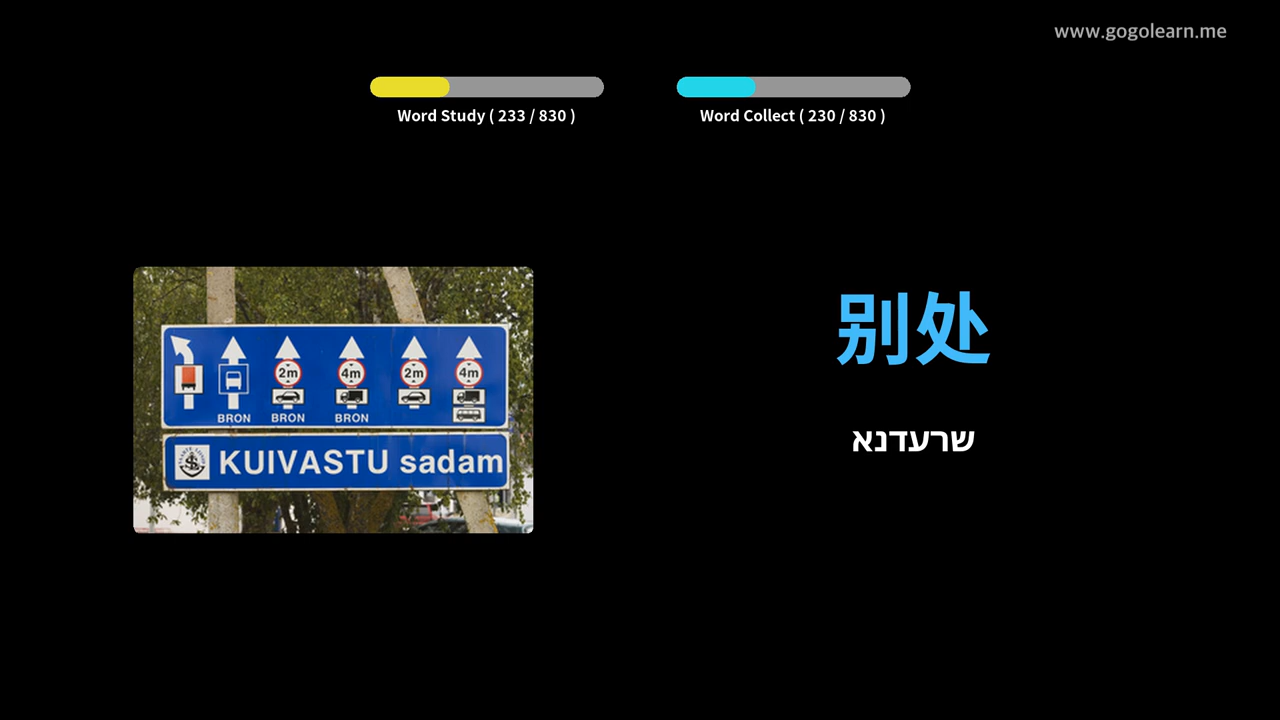 www.gogolearn.me
Word Study ( 233 / 830 )
Word Collect ( 230 / 830 )
2m 4m 2m 4m
BRON BRON BRON
KUIVASTU sadam
别处
שרעדנא